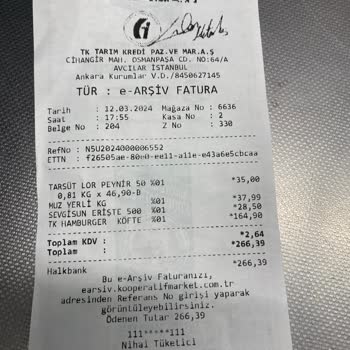 TK TARIM KREDİ PAZ.VE MAR.A.Ş
CİHANGİR MAH. OSMANPAŞA CD. NO:64/A
AVCILAR İSTANBUL
Ankara Kurumlar V.D./8450627145
TÜR : e-ARŞİV FATURA
Tarih : 12.03.2024 Mağaza No : 6636
Saat : 17:55 Kasa No : 2
Belge No : 204 Z No : 330
RefNo : N5U2024000006552
ETTN : f26505ae-80e0-ee11-a11e-e43a6e5cbcaa
TARSÜT LOR PEYNİR 50 %01 *35,00
0,81 KG x 46,90-D
MUZ YERLİ KG %01 *37,99
SEVGİSUN ERİŞTE 500 %01 *28,50
TK HAMBURGER KÖFTE %01 *164,90
Toplam KDV : *2,64
Toplam : *266,39
Halkbank *266,39
Bu e-Arşiv Faturanızı,
earsiv.kooperatifmarket.com.tr
adresinden Referans No girişi yaparak
görüntüleyebilirsiniz.
Ödenen Tutar 266,39
111*****111
Nihai Tüketici